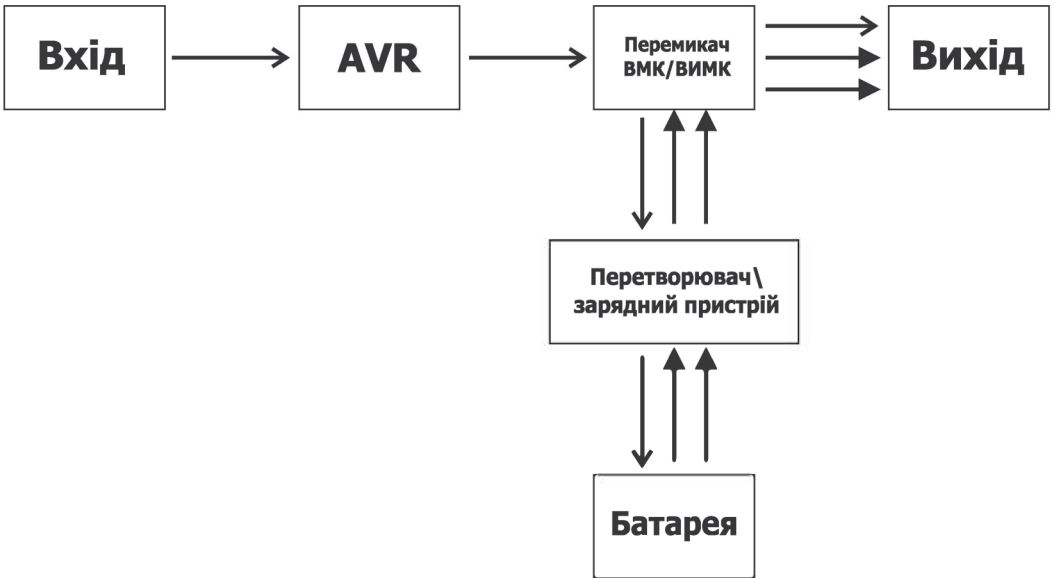 Вхід
AVR
Перемикач
ВМК/ВИМК
Вихід
Перетворювач\
зарядний пристрій
Батарея